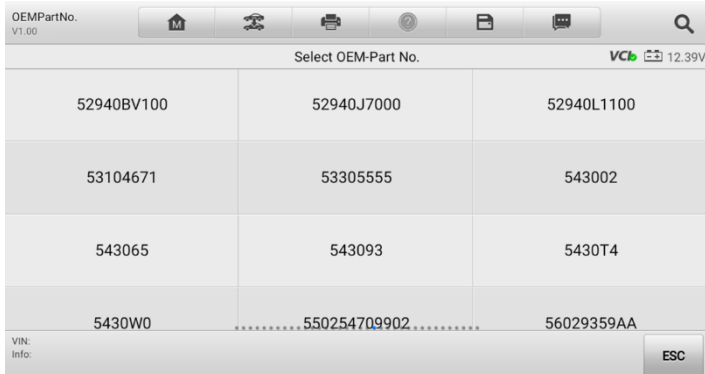 OEMPartNo.
V1.00
M
?
Select OEM-Part No.
VCI 12.39V
52940BV100 52940J7000 52940L1100
53104671 53305555 543002
543065 543093 5430T4
5430W0 550254709902 56029359AA
VIN:
Info:
ESC